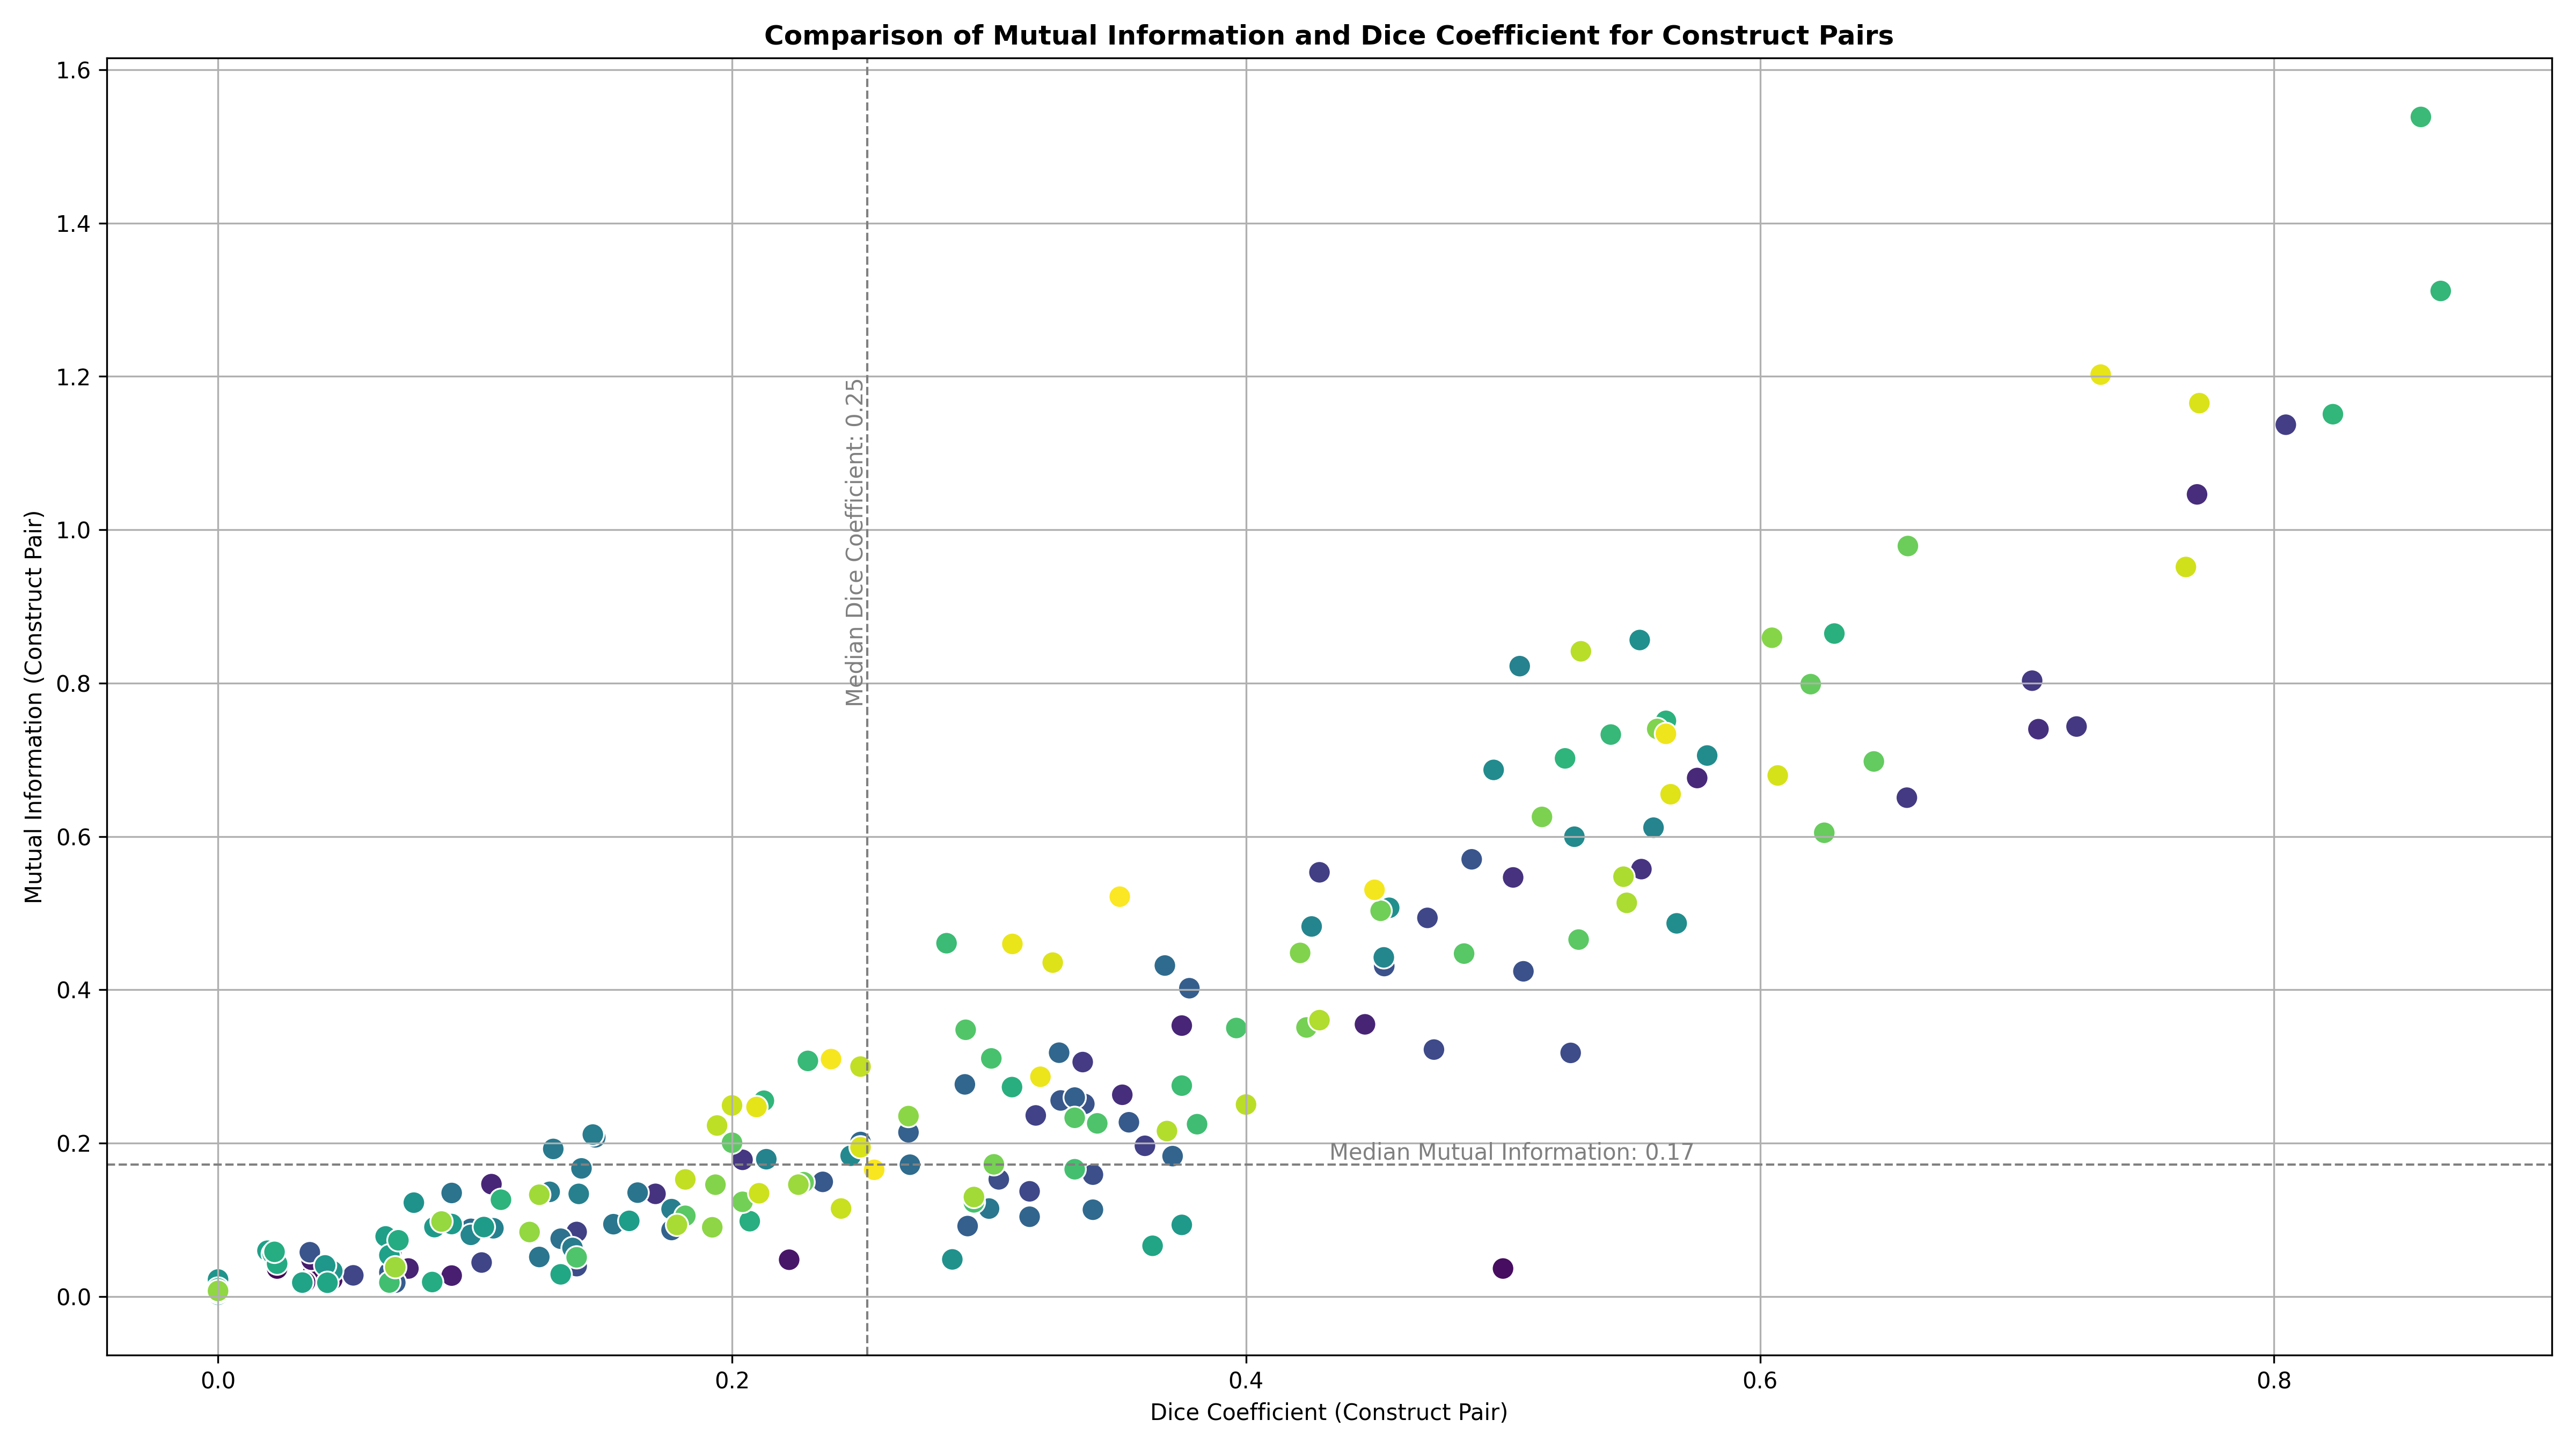 Comparison of Mutual Information and Dice Coefficient for Construct Pairs
Mutual Information (Construct Pair)
1.6
1.4
1.2
1.0
0.8
0.6
0.4
0.2
0.0
Median Dice Coefficient: 0.25
Median Mutual Information: 0.17
0.0
0.2
0.4
0.6
0.8
Dice Coefficient (Construct Pair)